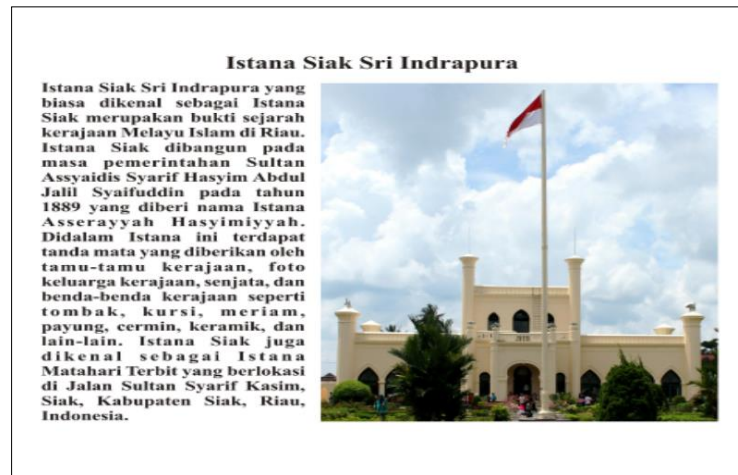 Istana Siak Sri Indrapura
Istana Siak Sri Indrapura yang
biasa dikenal sebagai Istana
Siak merupakan bukti sejarah
kerajaan Melayu Islam di Riau.
Istana Siak dibangun pada
masa pemerintahan Sultan
Assyaidis Syarif Hasyim Abdul
Jalil Syaifuddin pada tahun
1889 yang diberi nama Istana
Asserayyah Hasyimiyyah.
Didalam Istana ini terdapat
tanda mata yang diberikan oleh
tamu-tamu kerajaan, foto
keluarga kerajaan, senjata, dan
benda-benda kerajaan seperti
tombak, kursi, meriam,
payung, cermin, keramik, dan
lain-lain. Istana Siak juga
dikenal sebagai Istana
Matahari Terbit yang berlokasi
di Jalan Sultan Syarif Kasim,
Siak, Kabupaten Siak, Riau,
Indonesia.